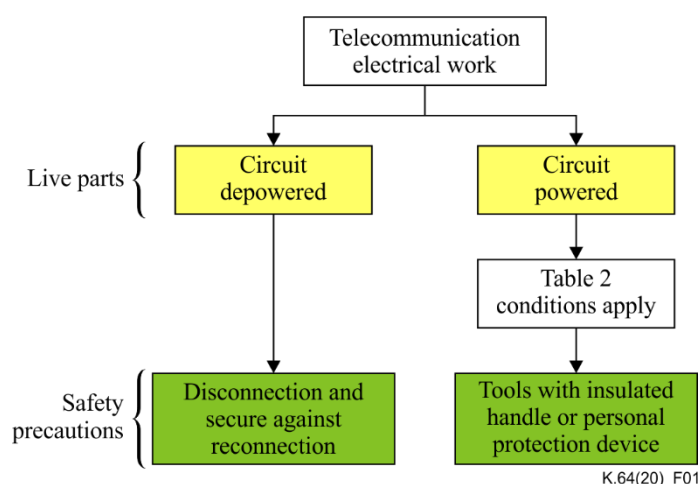 Telecommunication
electrical work
Live parts
Circuit
depowered
Circuit
powered
Table 2
conditions apply
Safety
precautions
Disconnection and
secure against
reconnection
Tools with insulated
handle or personal
protection device
K.64(20)_F01